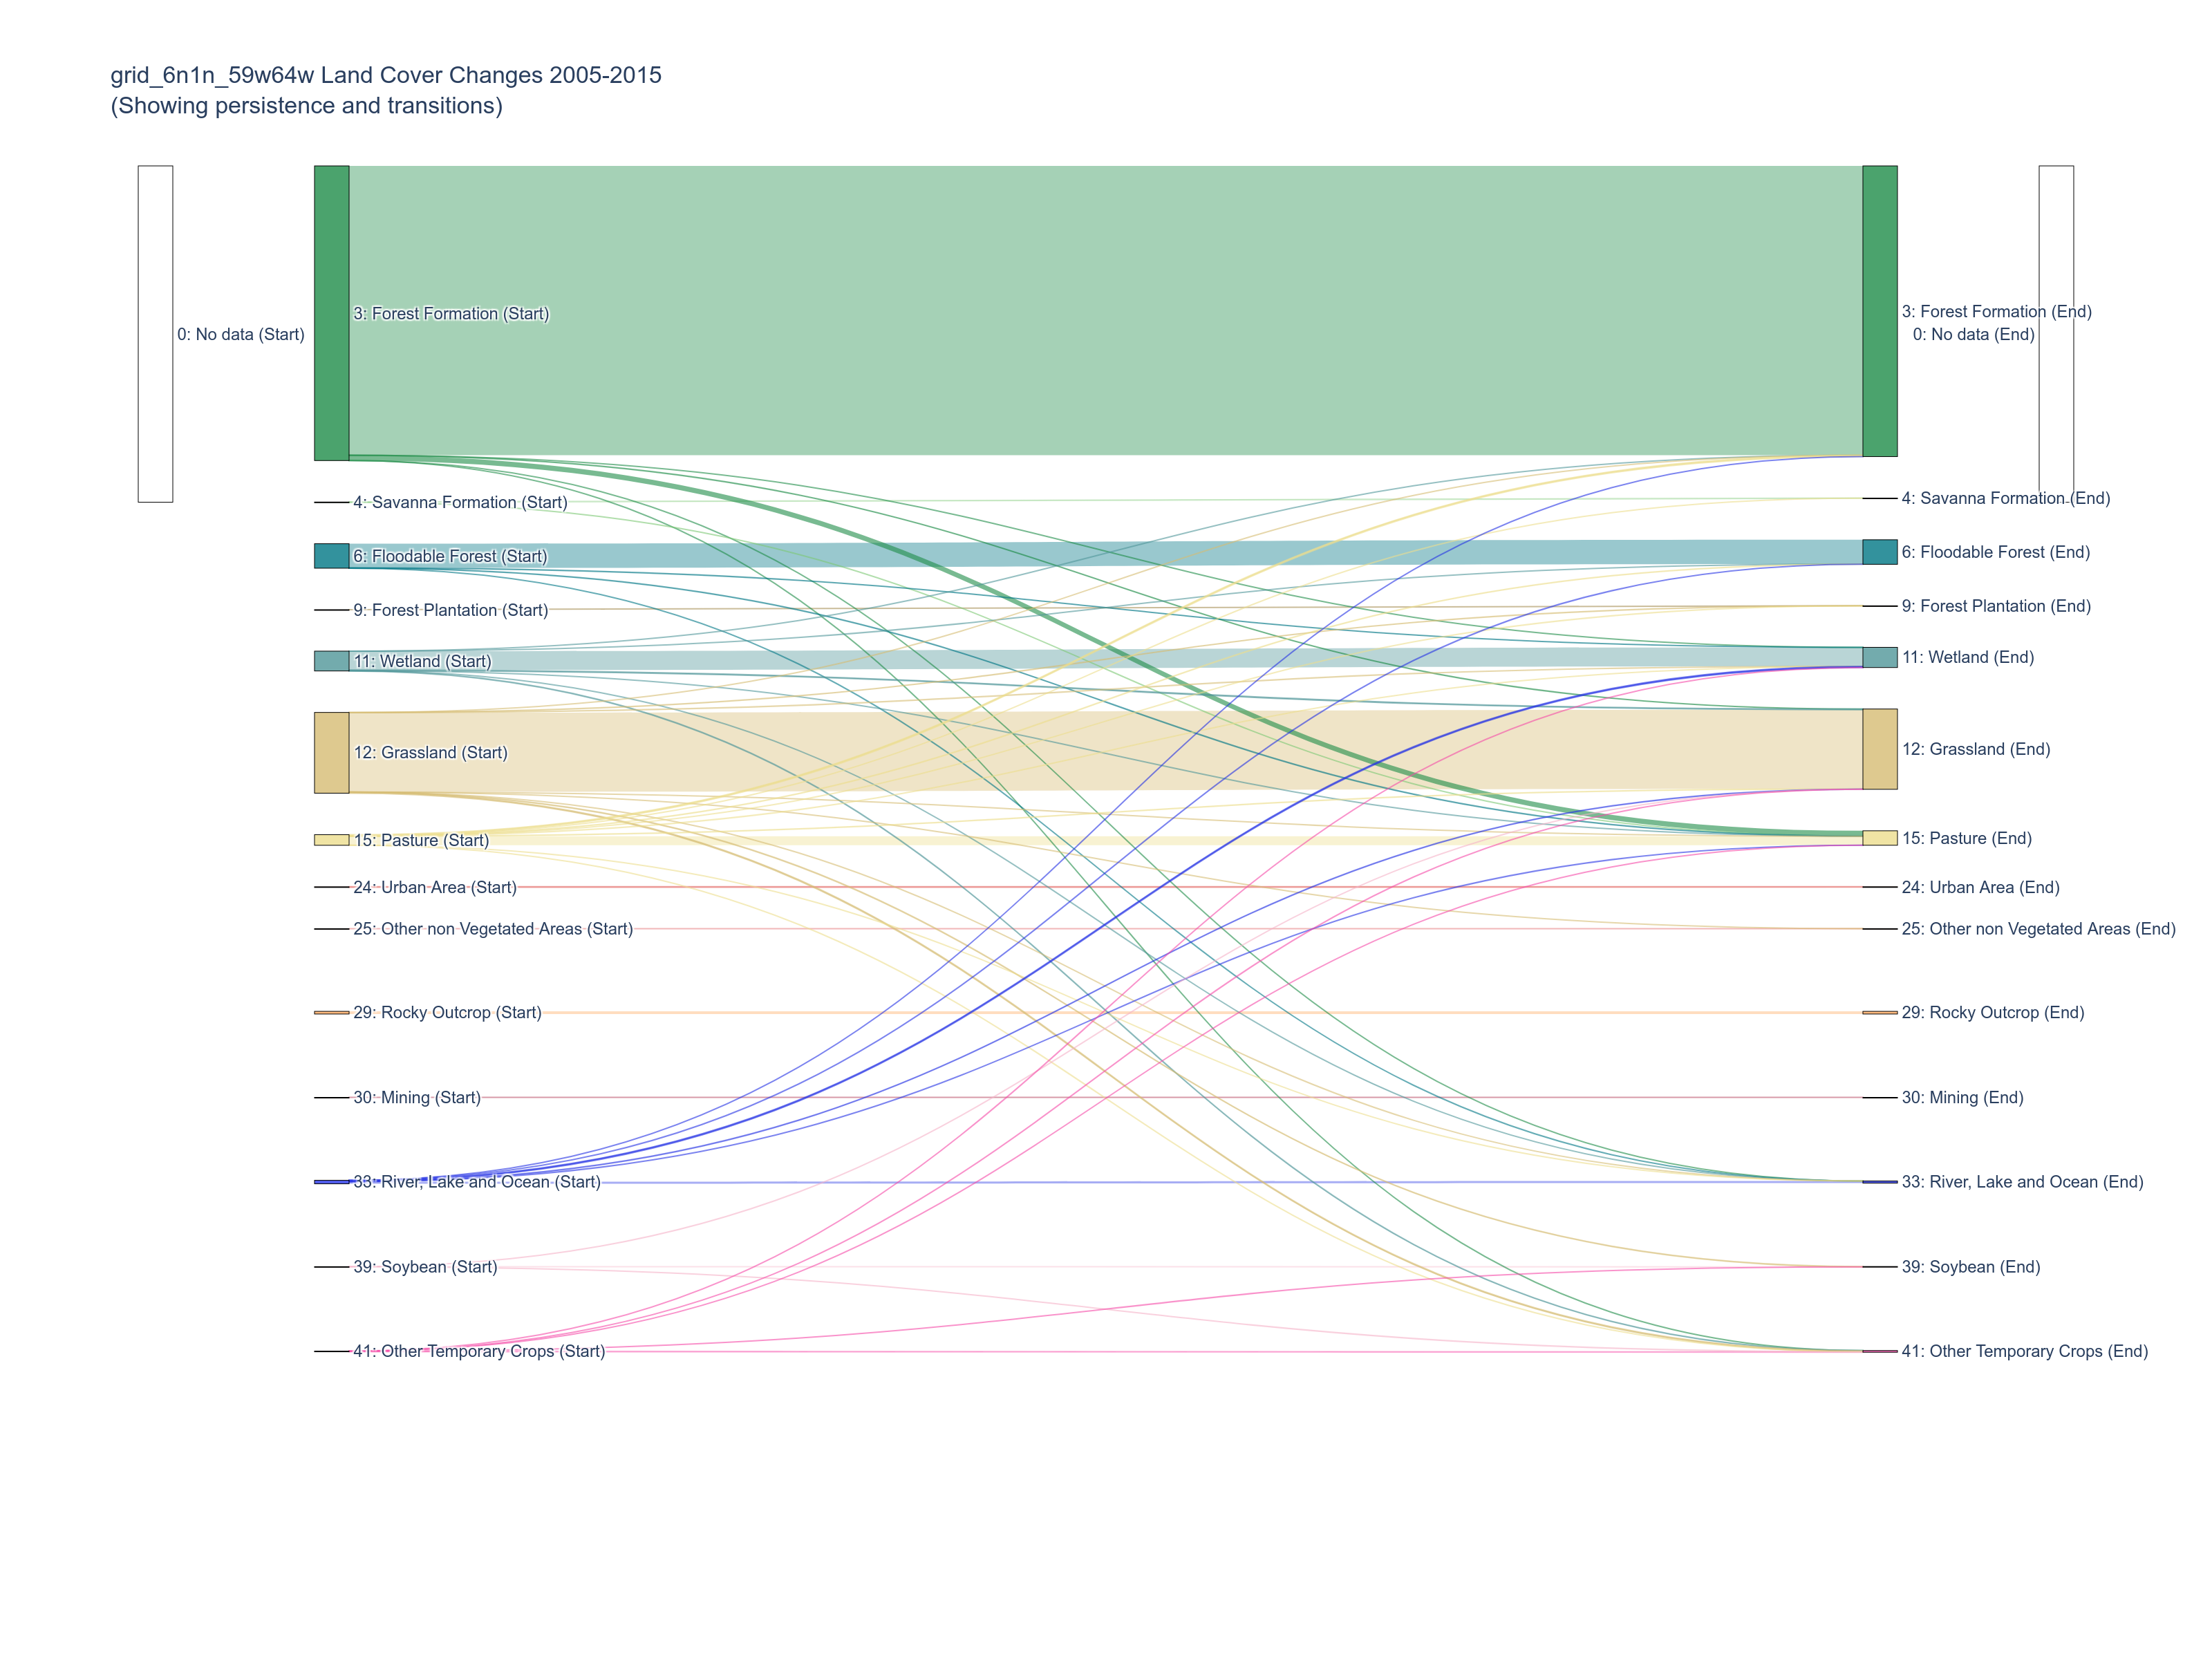 grid_6n1n_59w64w Land Cover Changes 2005-2015
(Showing persistence and transitions)
3: Forest Formation (Start)
3: Forest Formation (End)
0: No data (Start)
0: No data (End)
4: Savanna Formation (Start)
4: Savanna Formation (End)
6: Floodable Forest (Start)
6: Floodable Forest (End)
9: Forest Plantation (Start)
9: Forest Plantation (End)
11: Wetland (Start)
11: Wetland (End)
12: Grassland (Start)
12: Grassland (End)
15: Pasture (Start)
15: Pasture (End)
24: Urban Area (Start)
24: Urban Area (End)
25: Other non Vegetated Areas (Start)
25: Other non Vegetated Areas (End)
29: Rocky Outcrop (Start)
29: Rocky Outcrop (End)
30: Mining (Start)
30: Mining (End)
33: River, Lake and Ocean (Start)
33: River, Lake and Ocean (End)
39: Soybean (Start)
39: Soybean (End)
41: Other Temporary Crops (Start)
41: Other Temporary Crops (End)